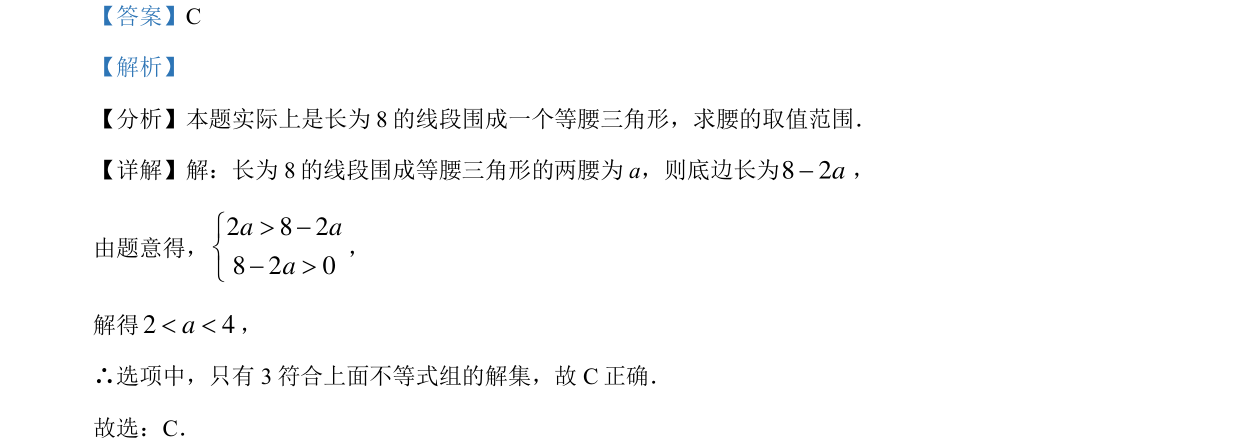 【答案】C
【解析】
【分析】本题实际上是长为 8 的线段围成一个等腰三角形，求腰的取值范围．
【详解】解：长为 8 的线段围成等腰三角形的两腰为 a，则底边长为8－2a，
由题意得，{2a＞8－2a
8－2a＞0，
解得2＜a＜4，
∴选项中，只有 3 符合上面不等式组的解集，故 C 正确．
故选：C．